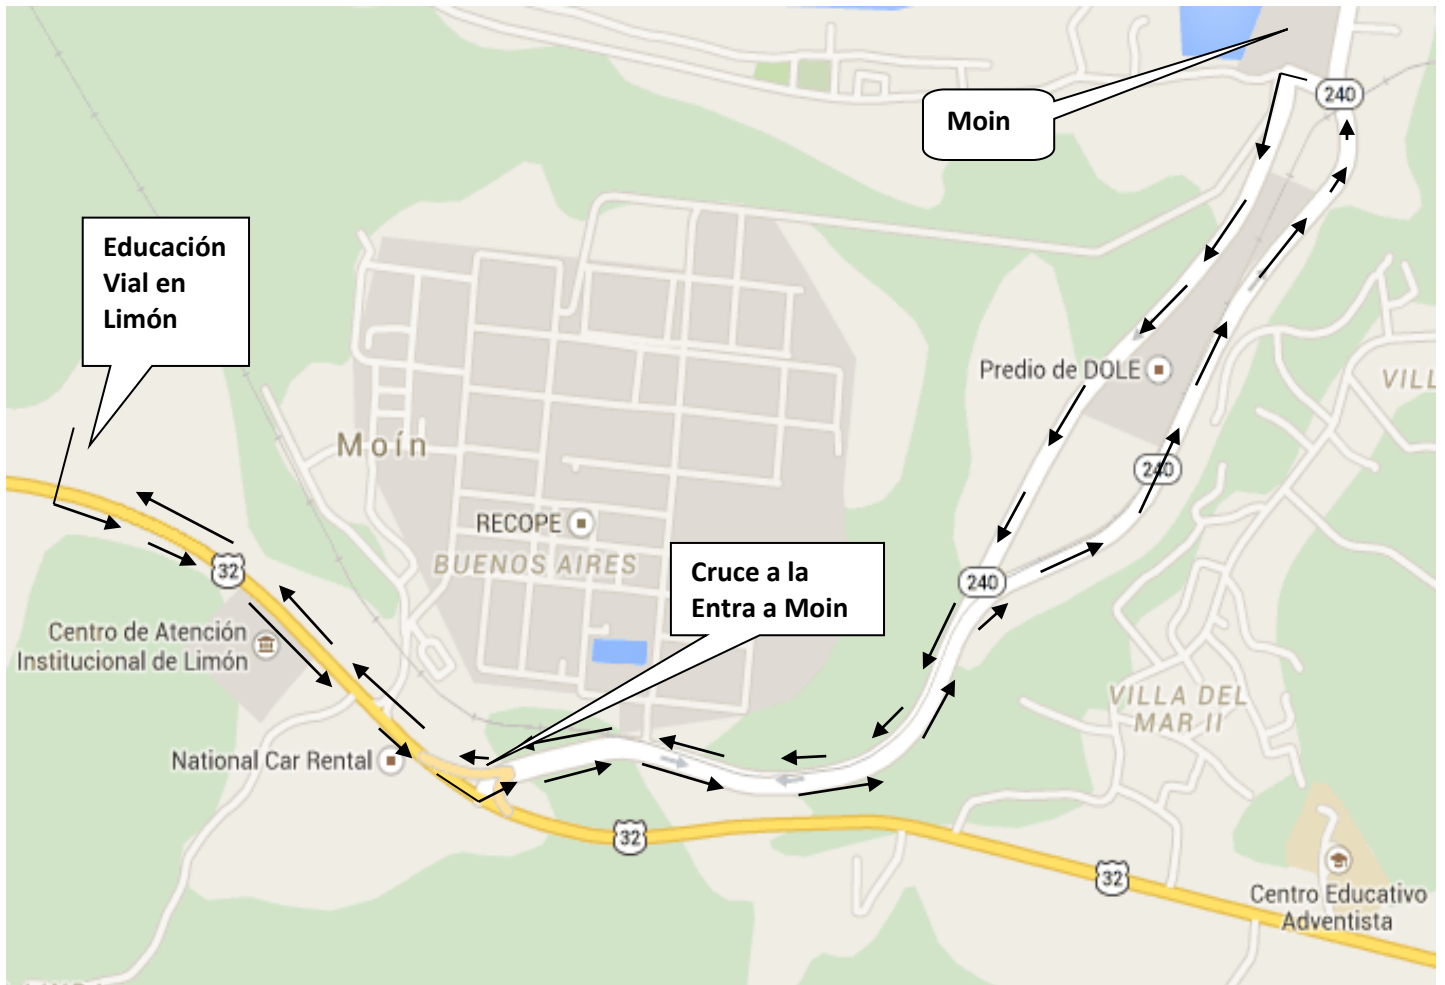 Moin
240
Educación
Vial en
Limón
Predio de DOLE
VILL
Moín
240
RECOPE
BUENOS AIRES
Cruce a la
Entra a Moin
32
240
Centro de Atención
Institucional de Limón
VILLA DEL
MAR II
National Car Rental
32
32
Centro Educativo
Adventista